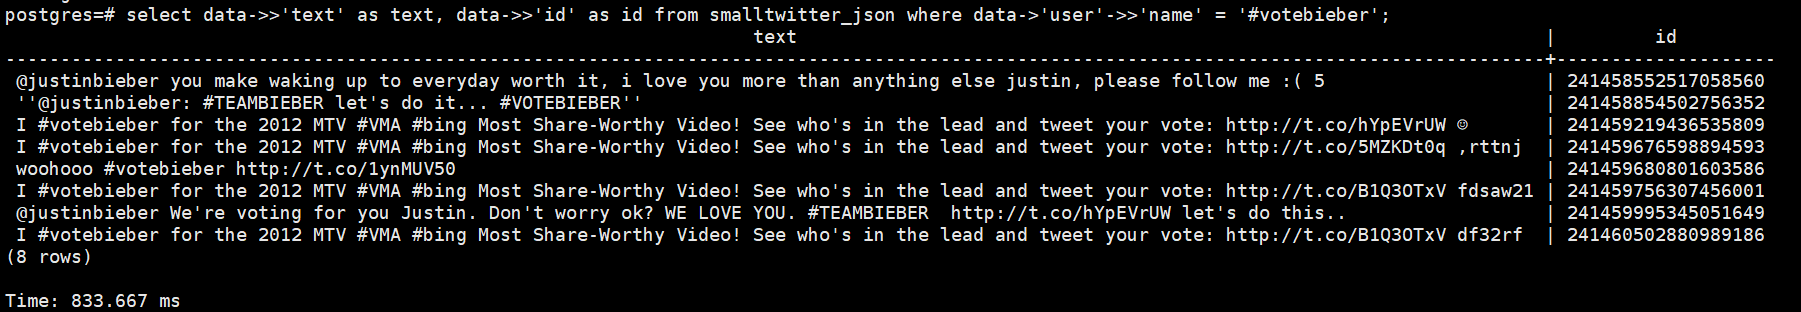 postgres=# select data->>'text' as text, data->>'id' as id from smalltwitter_json where data->'user'->>'name' = '#votebieber';
text | id
-----------------------------------------------------------------------------------------------------------------------------------------------+--------------------
@justinbieber you make waking up to everyday worth it, i love you more than anything else justin, please follow me :( 5 | 241458552517058560
''@justinbieber: #TEAMBIEBER let's do it... #VOTEBIEBER'' | 241458854502756352
I #votebieber for the 2012 MTV #VMA #bing Most Share-Worthy Video! See who's in the lead and tweet your vote: http://t.co/hYpEVrUW ☺ | 241459219436535809
I #votebieber for the 2012 MTV #VMA #bing Most Share-Worthy Video! See who's in the lead and tweet your vote: http://t.co/5MZKDt0q ,rttnj | 241459676598894593
woohooo #votebieber http://t.co/1ynMUV50 | 241459680801603586
I #votebieber for the 2012 MTV #VMA #bing Most Share-Worthy Video! See who's in the lead and tweet your vote: http://t.co/B1Q3OTxV fdsaw21 | 241459756307456001
@justinbieber We're voting for you Justin. Don't worry ok? WE LOVE YOU. #TEAMBIEBER  http://t.co/hYpEVrUW let's do this.. | 241459995345051649
I #votebieber for the 2012 MTV #VMA #bing Most Share-Worthy Video! See who's in the lead and tweet your vote: http://t.co/B1Q3OTxV df32rf | 241460502880989186
(8 rows)
Time: 833.667 ms